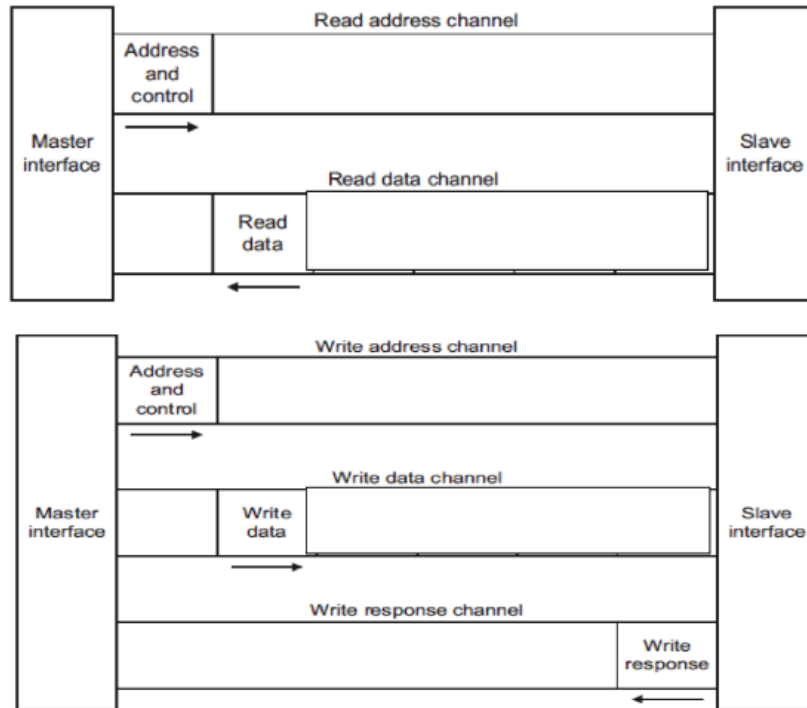 Read address channel
Address
and
control
Master
interface
Slave
interface
Read data channel
Read
data
Write address channel
Address
and
control
Write data channel
Master
interface
Write
data
Slave
interface
Write response channel
Write
response